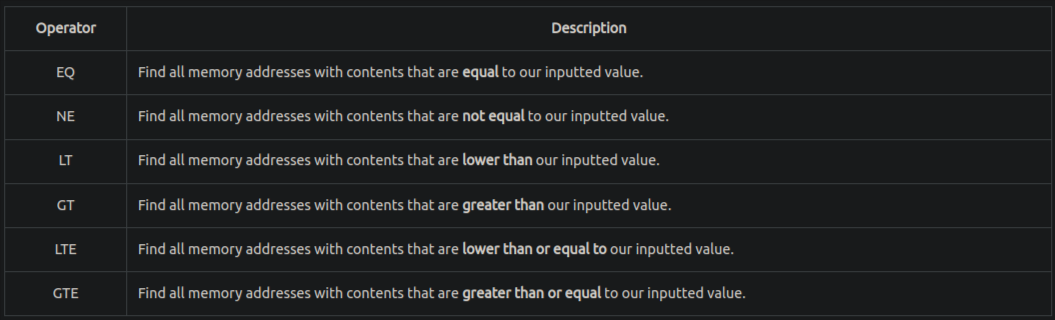 Operator Description
EQ Find all memory addresses with contents that are equal to our inputted value.
NE Find all memory addresses with contents that are not equal to our inputted value.
LT Find all memory addresses with contents that are lower than our inputted value.
GT Find all memory addresses with contents that are greater than our inputted value.
LTE Find all memory addresses with contents that are lower than or equal to our inputted value.
GTE Find all memory addresses with contents that are greater than or equal to our inputted value.